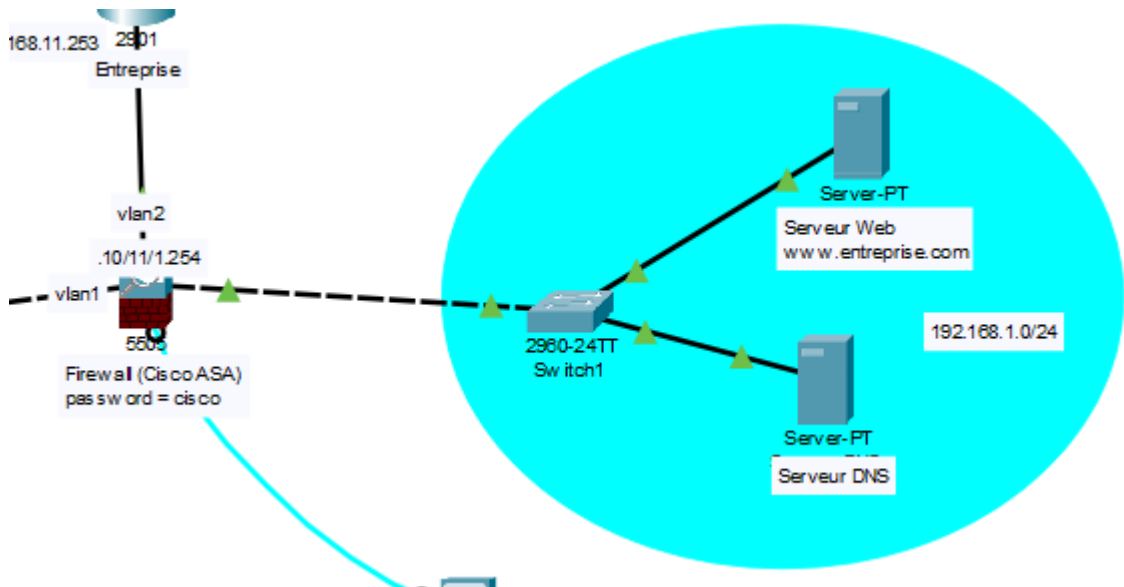 168.11.253
2901
Entreprise
vlan2
.10/11/1.254
vlan1
5505
Firewall (Cisco ASA)
password = cisco
Server-PT
Serveur Web
www.entreprise.com
2960-24TT
Switch1
192.168.1.0/24
Server-PT
Serveur DNS